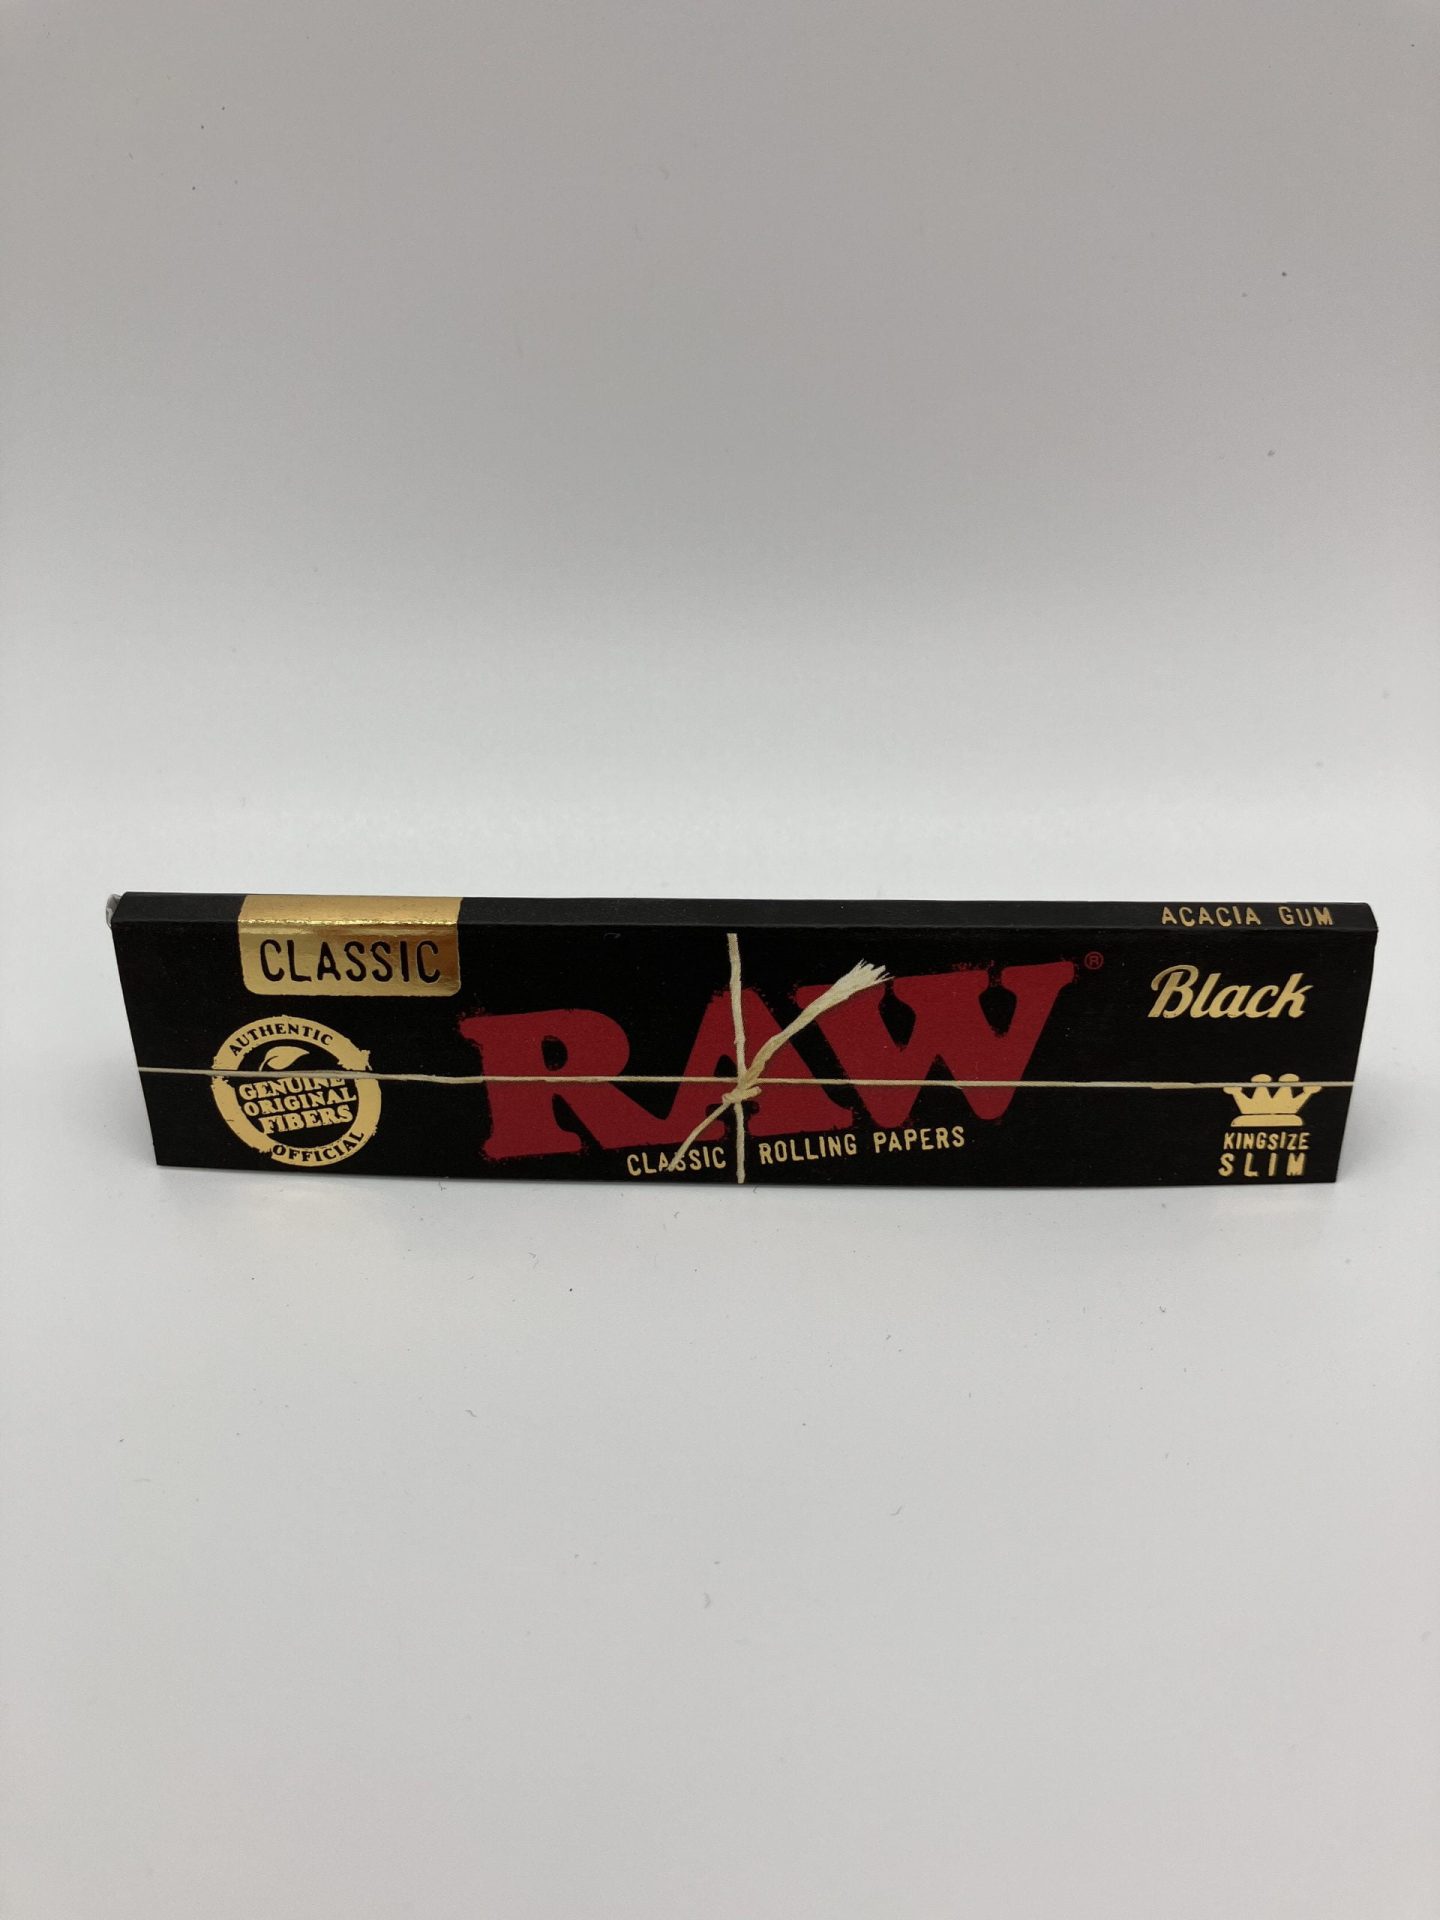 ACACIA GUM
CLASSIC
RAW®
Black
AUTHENTIC
GENUINE
ORIGINAL
FIBERS
OFFICIAL
CLASSIC ROLLING PAPERS
KINGSIZE
SLIM